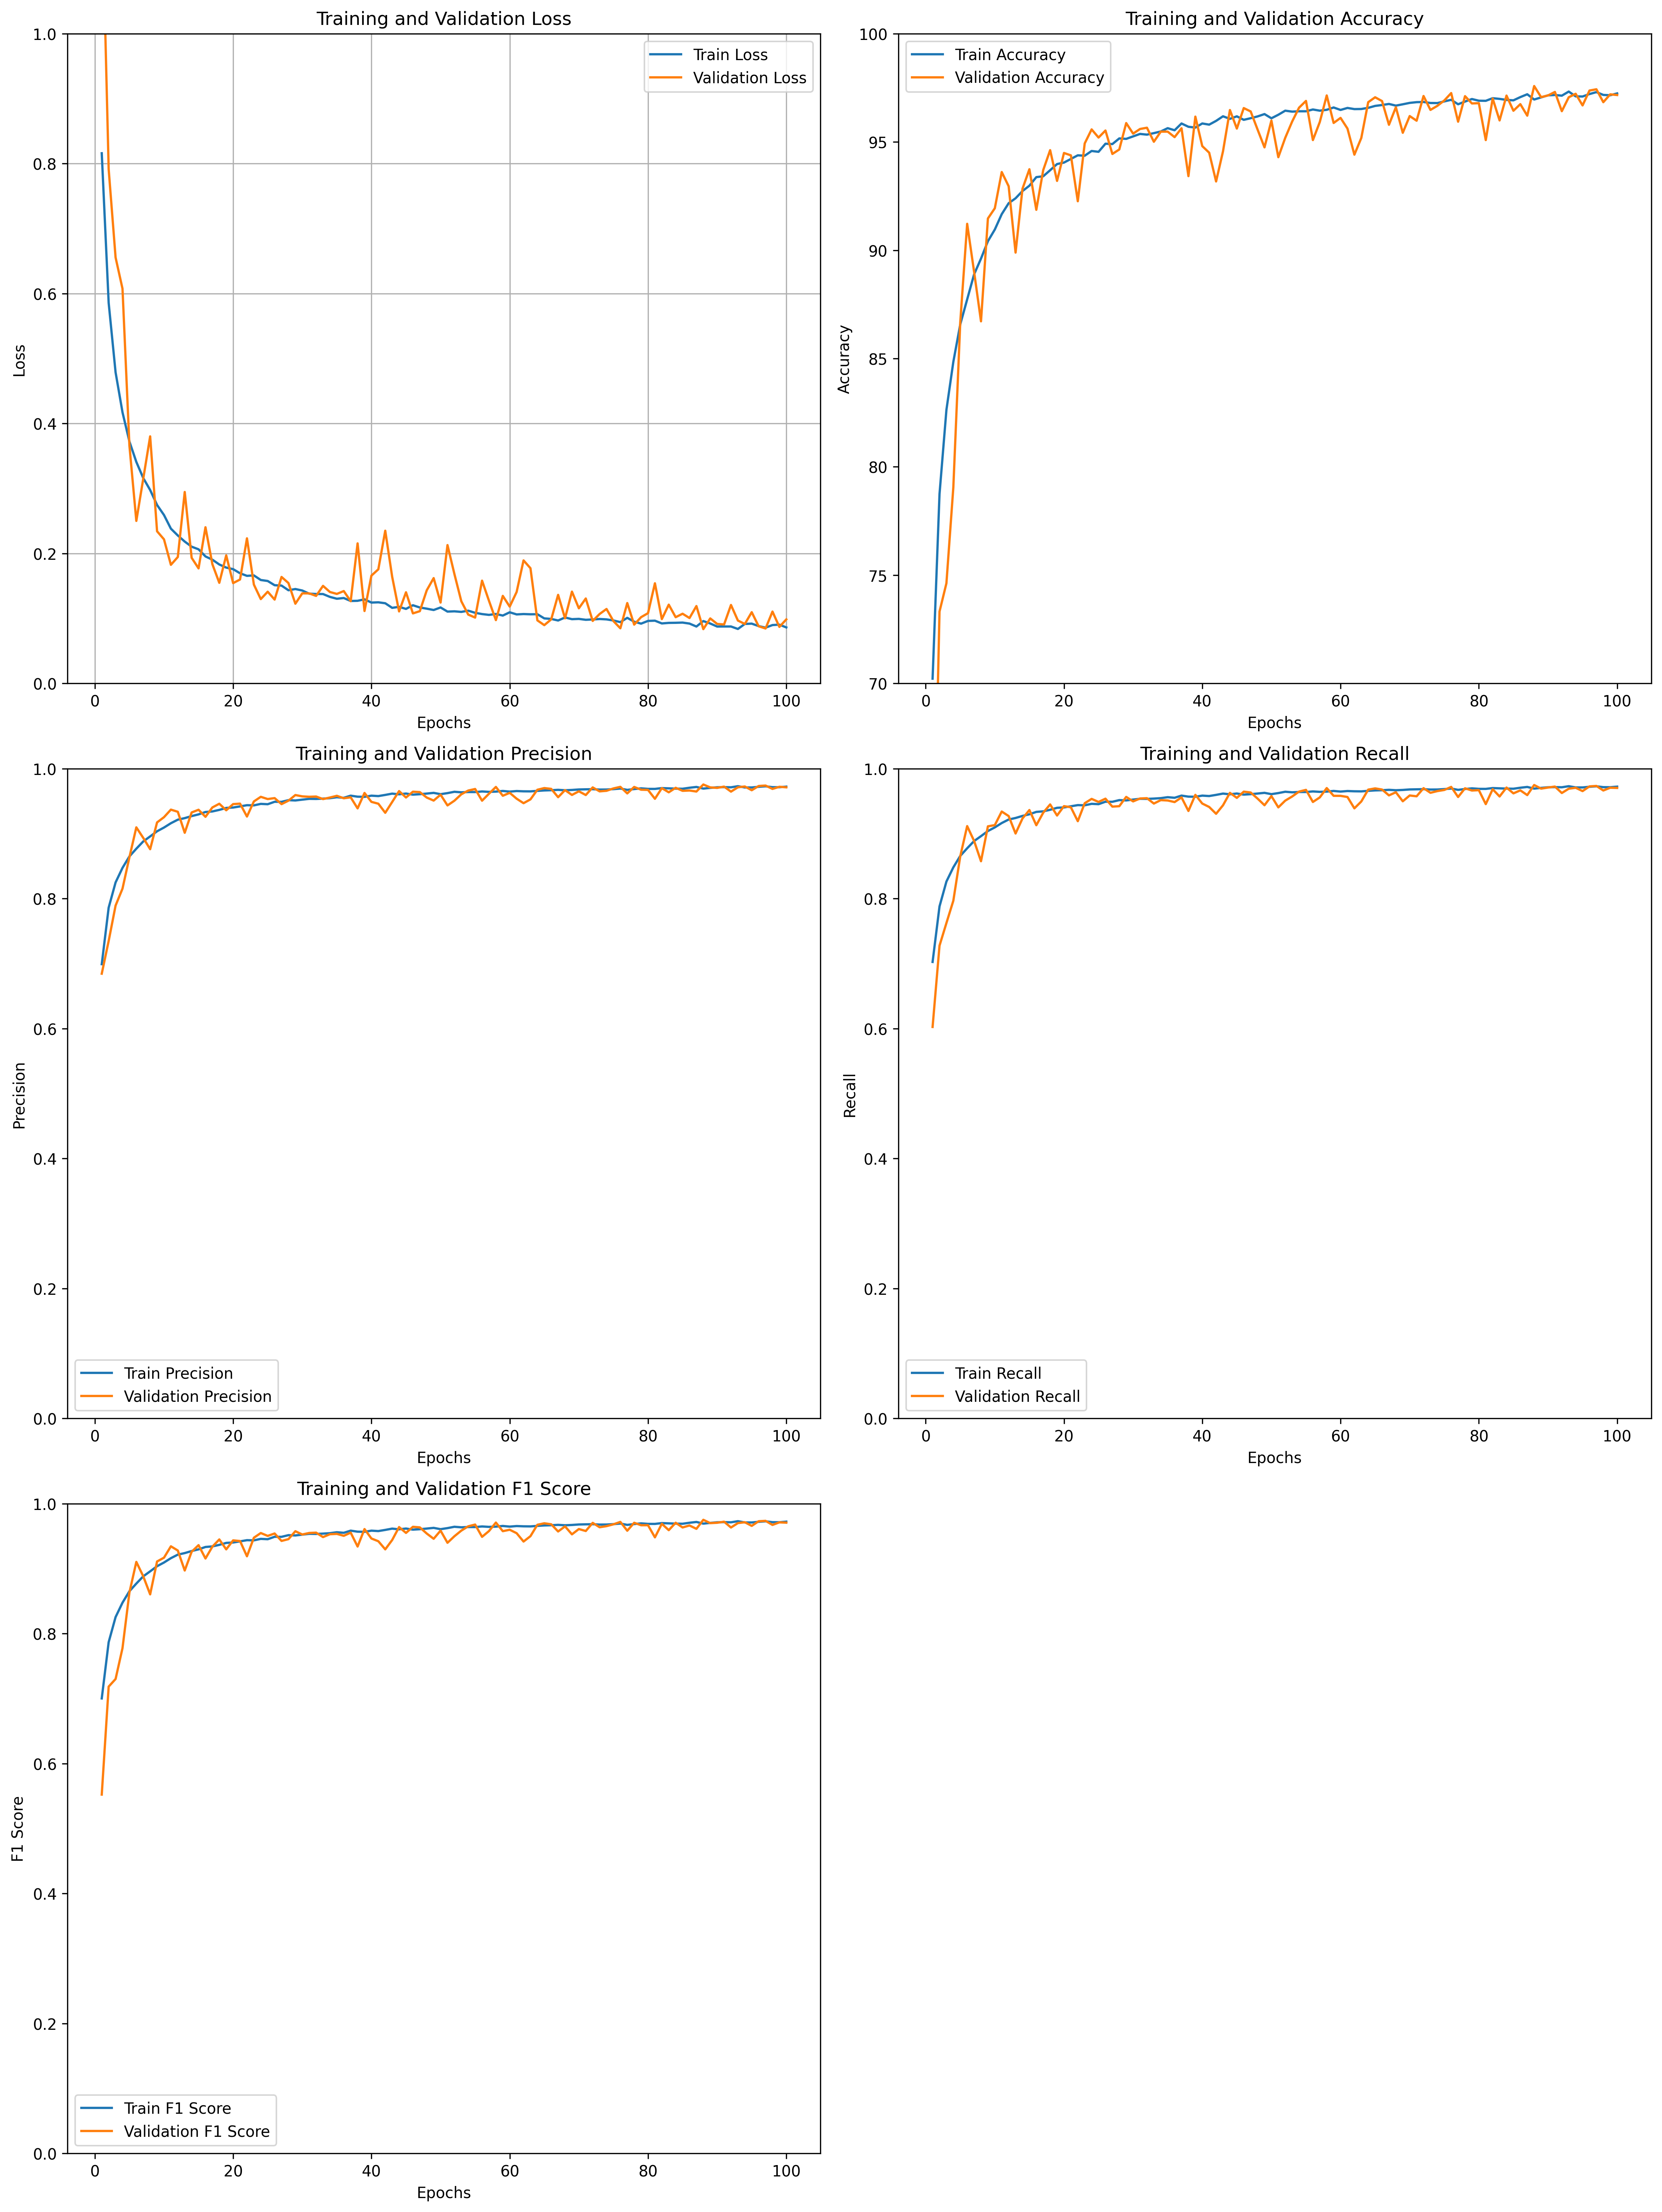 Training and Validation Loss
1.0
0.8
0.6
0.4
0.2
0.0
Loss
Train Loss
Validation Loss
0 20 40 60 80 100
Epochs
Training and Validation Accuracy
100
95
90
85
80
75
70
Accuracy
Train Accuracy
Validation Accuracy
0 20 40 60 80 100
Epochs
Training and Validation Precision
1.0
0.8
0.6
0.4
0.2
0.0
Precision
Train Precision
Validation Precision
0 20 40 60 80 100
Epochs
Training and Validation Recall
1.0
0.8
0.6
0.4
0.2
0.0
Recall
Train Recall
Validation Recall
0 20 40 60 80 100
Epochs
Training and Validation F1 Score
1.0
0.8
0.6
0.4
0.2
0.0
F1 Score
Train F1 Score
Validation F1 Score
0 20 40 60 80 100
Epochs